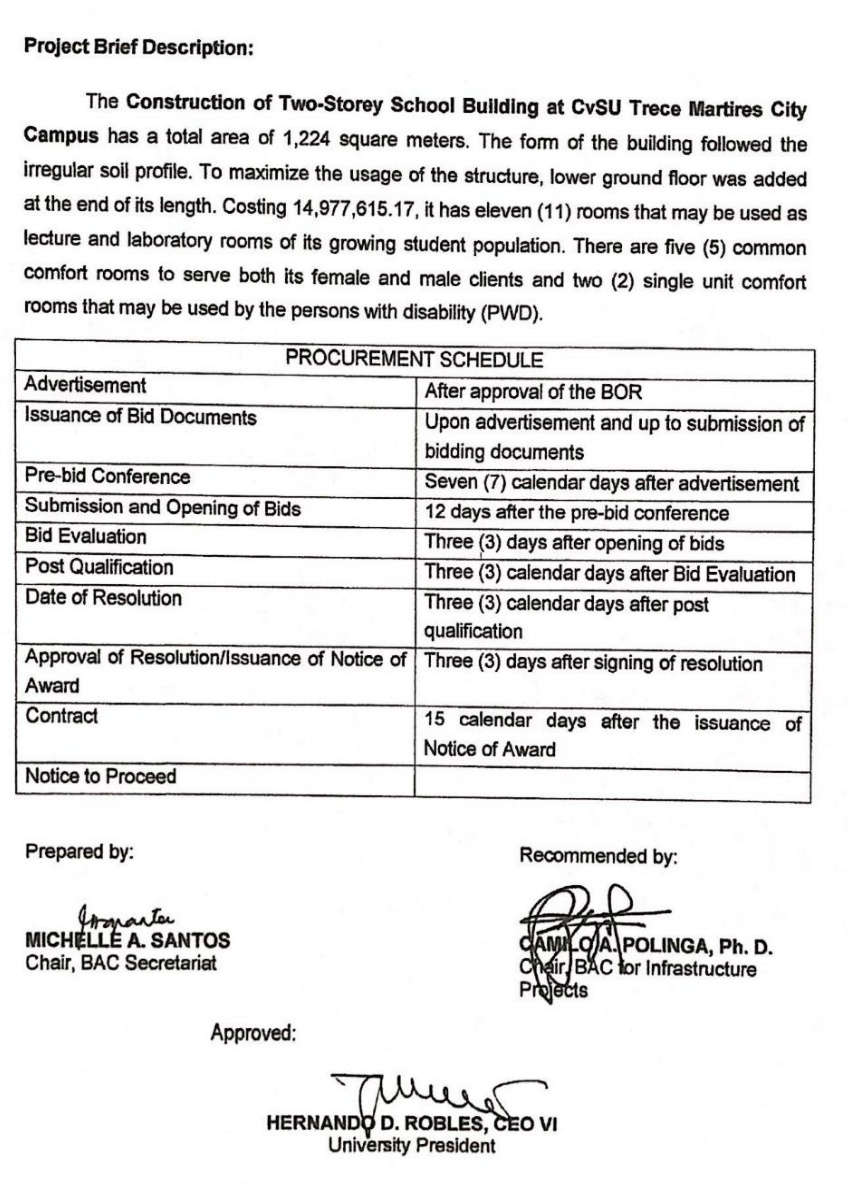 Project Brief Description:
The Construction of Two-Storey School Building at CvSU Trece Martires City
Campus has a total area of 1,224 square meters. The form of the building followed the
irregular soil profile. To maximize the usage of the structure, lower ground floor was added
at the end of its length. Costing 14,977,615.17, it has eleven (11) rooms that may be used as
lecture and laboratory rooms of its growing student population. There are five (5) common
comfort rooms to serve both its female and male clients and two (2) single unit comfort
rooms that may be used by the persons with disability (PWD).
PROCUREMENT SCHEDULE
Advertisement
After approval of the BOR
Issuance of Bid Documents
Upon advertisement and up to submission of
bidding documents
Pre-bid Conference
Seven (7) calendar days after advertisement
Submission and Opening of Bids
12 days after the pre-bid conference
Bid Evaluation
Three (3) days after opening of bids
Post Qualification
Three (3) calendar days after Bid Evaluation
Date of Resolution
Three (3) calendar days after post
qualification
Approval of Resolution/Issuance of Notice of
Award
Three (3) days after signing of resolution
Contract
15 calendar days after the issuance of
Notice of Award
Notice to Proceed
Prepared by:
MICHELLE A. SANTOS
Chair, BAC Secretariat
Recommended by:
CAMILO A. POLINGA, Ph. D.
Chair, BAC for Infrastructure
Projects
Approved:
HERNANDO D. ROBLES, CEO VI
University President